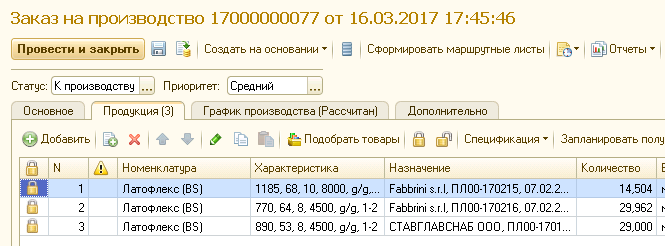 Заказ на производство 17000000077 от 16.03.2017 17:45:46
Провести и закрыть Создать на основании Сформировать маршрутные листы Отчеты
Статус: К производству ... Приоритет: Средний ...
Основное Продукция (3) График производства (Рассчитан) Дополнительно
Добавить Подобрать товары Спецификация Запланировать полу
N Номенклатура Характеристика Назначение Количество
1 Латофлекс (BS) 1185, 68, 10, 8000, g/g,... Fabbrini s.r.l, ПЛ00-170215, 07.02.2... 14,504
2 Латофлекс (BS) 770, 64, 8, 4500, g/g, 1-2 Fabbrini s.r.l, ПЛ00-170216, 07.02.2... 29,962
3 Латофлекс (BS) 890, 53, 8, 4500, g/g, 1-2 СТАВГЛАВСНАБ ООО, ПЛ00-1701... 29,000